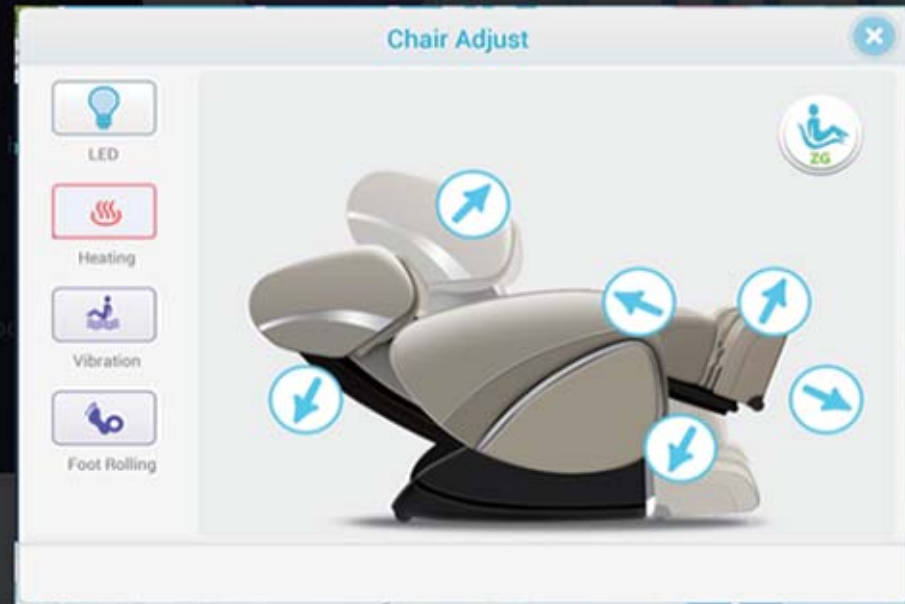 Chair Adjust
LED
Heating
Vibration
Foot Rolling
ZG